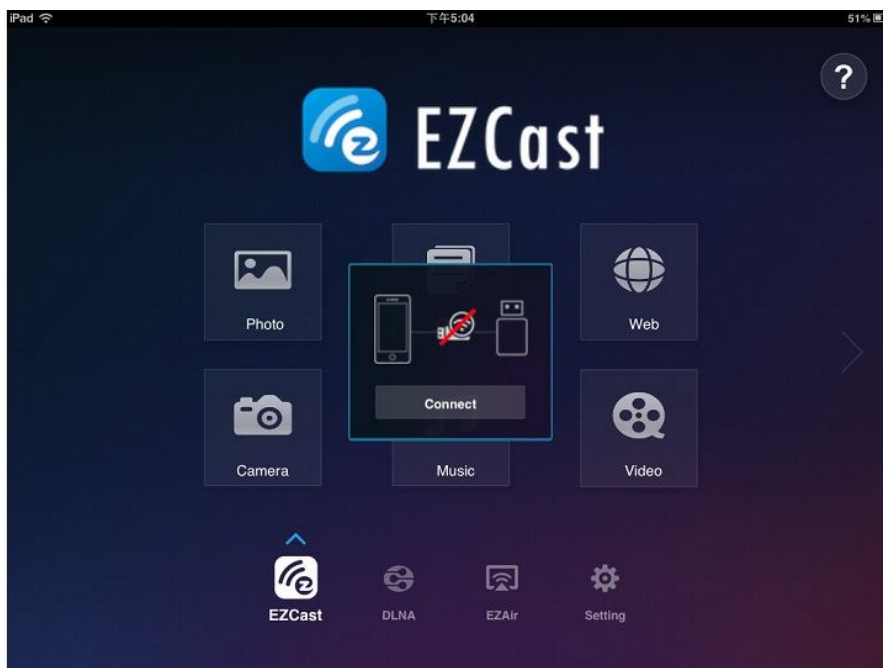 iPad 下午5:04 51%
?
EZCast
Photo
Web
Connect
Camera Music Video
EZCast DLNA EZAir Setting